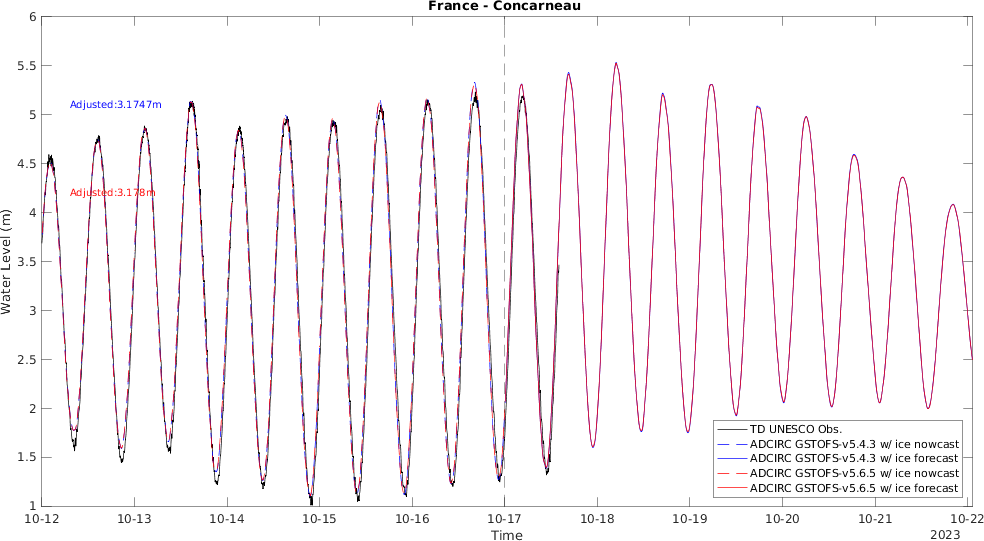 France - Concarneau
6
5.5
5
4.5
4
3.5
3
2.5
2
1.5
1
Water Level (m)
Adjusted:3.1747m
Adjusted:3.178m
TD UNESCO Obs.
ADCIRC GSTOFS-v5.4.3 w/ ice nowcast
ADCIRC GSTOFS-v5.4.3 w/ ice forecast
ADCIRC GSTOFS-v5.6.5 w/ ice nowcast
ADCIRC GSTOFS-v5.6.5 w/ ice forecast
10-12 10-13 10-14 10-15 10-16 10-17 10-18 10-19 10-20 10-21 10-22
Time
2023